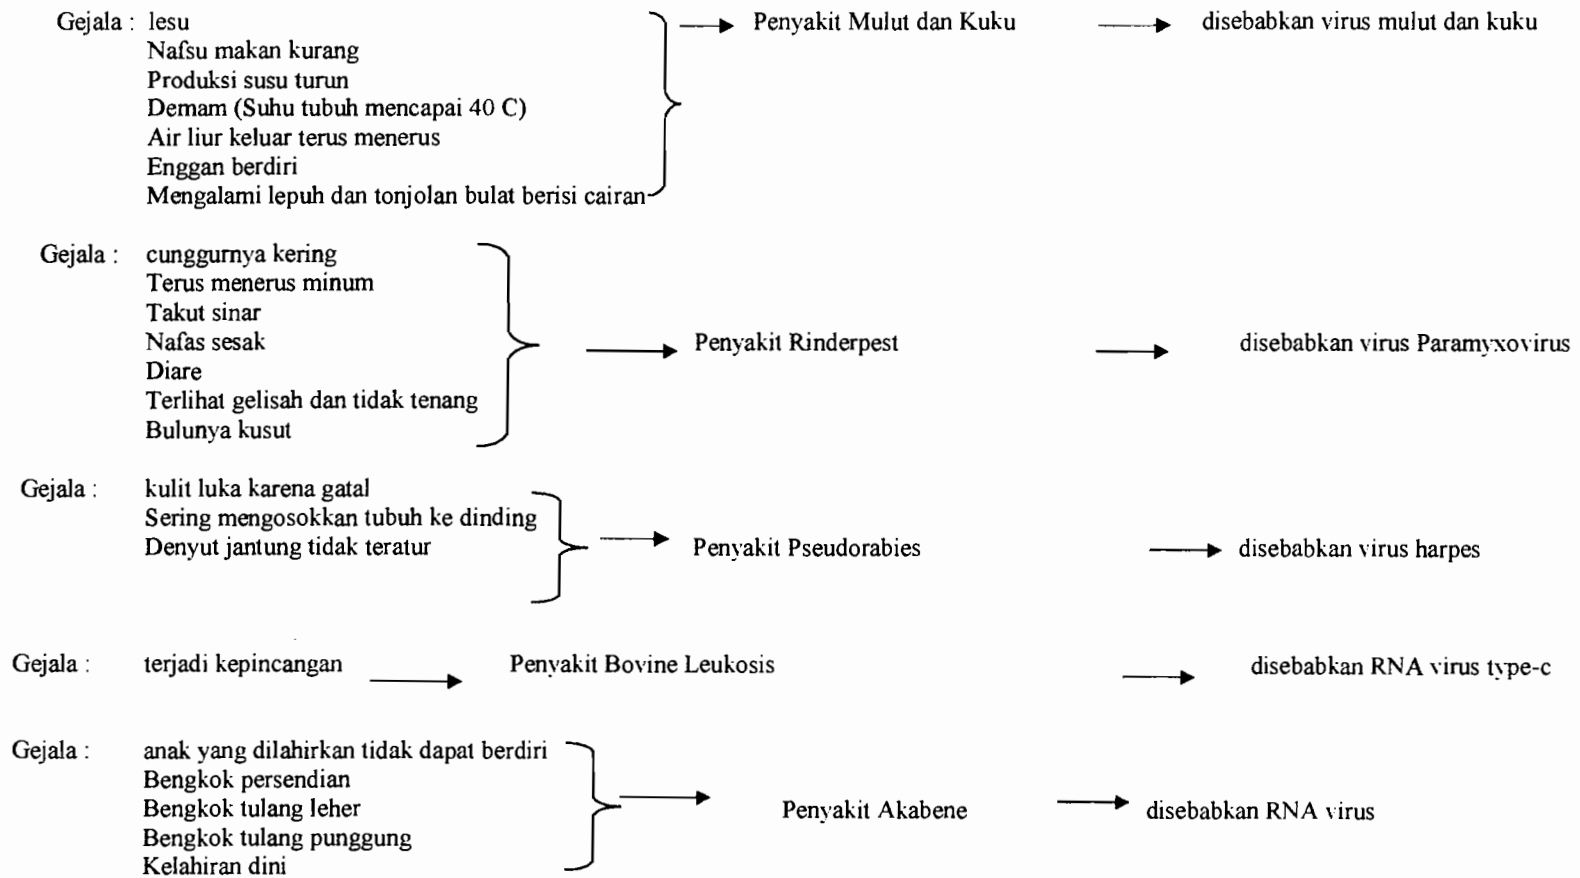 Gejala : lesu → Penyakit Mulut dan Kuku → disebabkan virus mulut dan kuku
Nafsu makan kurang
Produksi susu turun
Demam (Suhu tubuh mencapai 40 C)
Air liur keluar terus menerus
Enggan berdiri
Mengalami lepuh dan tonjolan bulat berisi cairan
Gejala : cunggurnya kering
Terus menerus minum
Takut sinar
Nafas sesak → Penyakit Rinderpest → disebabkan virus Paramyxovirus
Diare
Terlihat gelisah dan tidak tenang
Bulunya kusut
Gejala : kulit luka karena gatal
Sering mengosokkan tubuh ke dinding
Denyut jantung tidak teratur → Penyakit Pseudorabies → disebabkan virus harpes
Gejala : terjadi kepincangan → Penyakit Bovine Leukosis → disebabkan RNA virus type-c
Gejala : anak yang dilahirkan tidak dapat berdiri
Bengkok persendian
Bengkok tulang leher → Penyakit Akabene → disebabkan RNA virus
Bengkok tulang punggung
Kelahiran dini